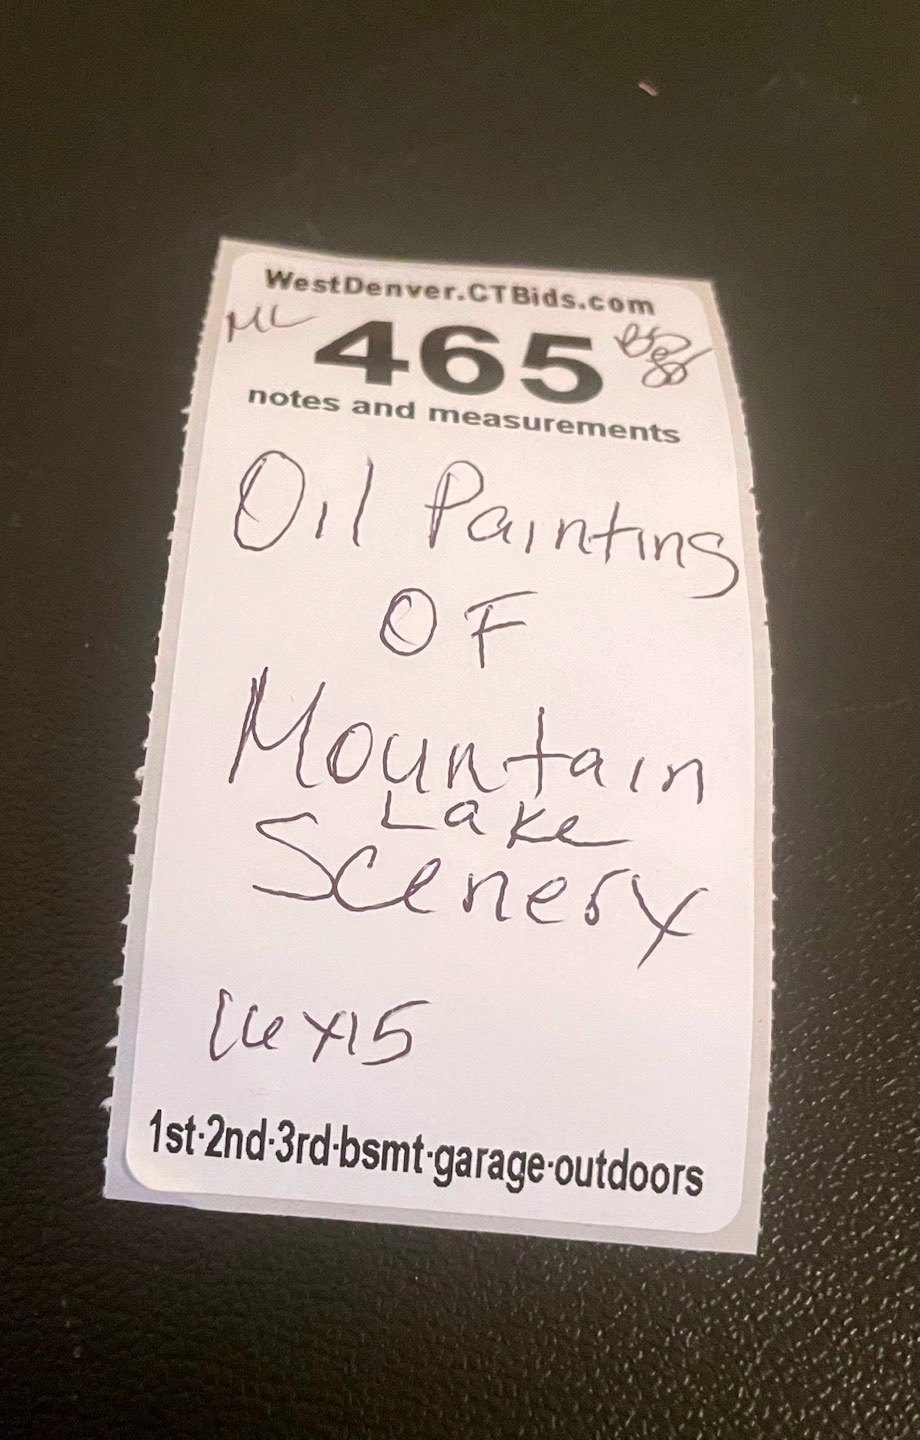 WestDenver.CTBids.com
ML
465
notes and measurements
Oil Painting
OF
Mountain
Lake
Scenery
16x15
1st·2nd·3rd·bsmt·garage·outdoors